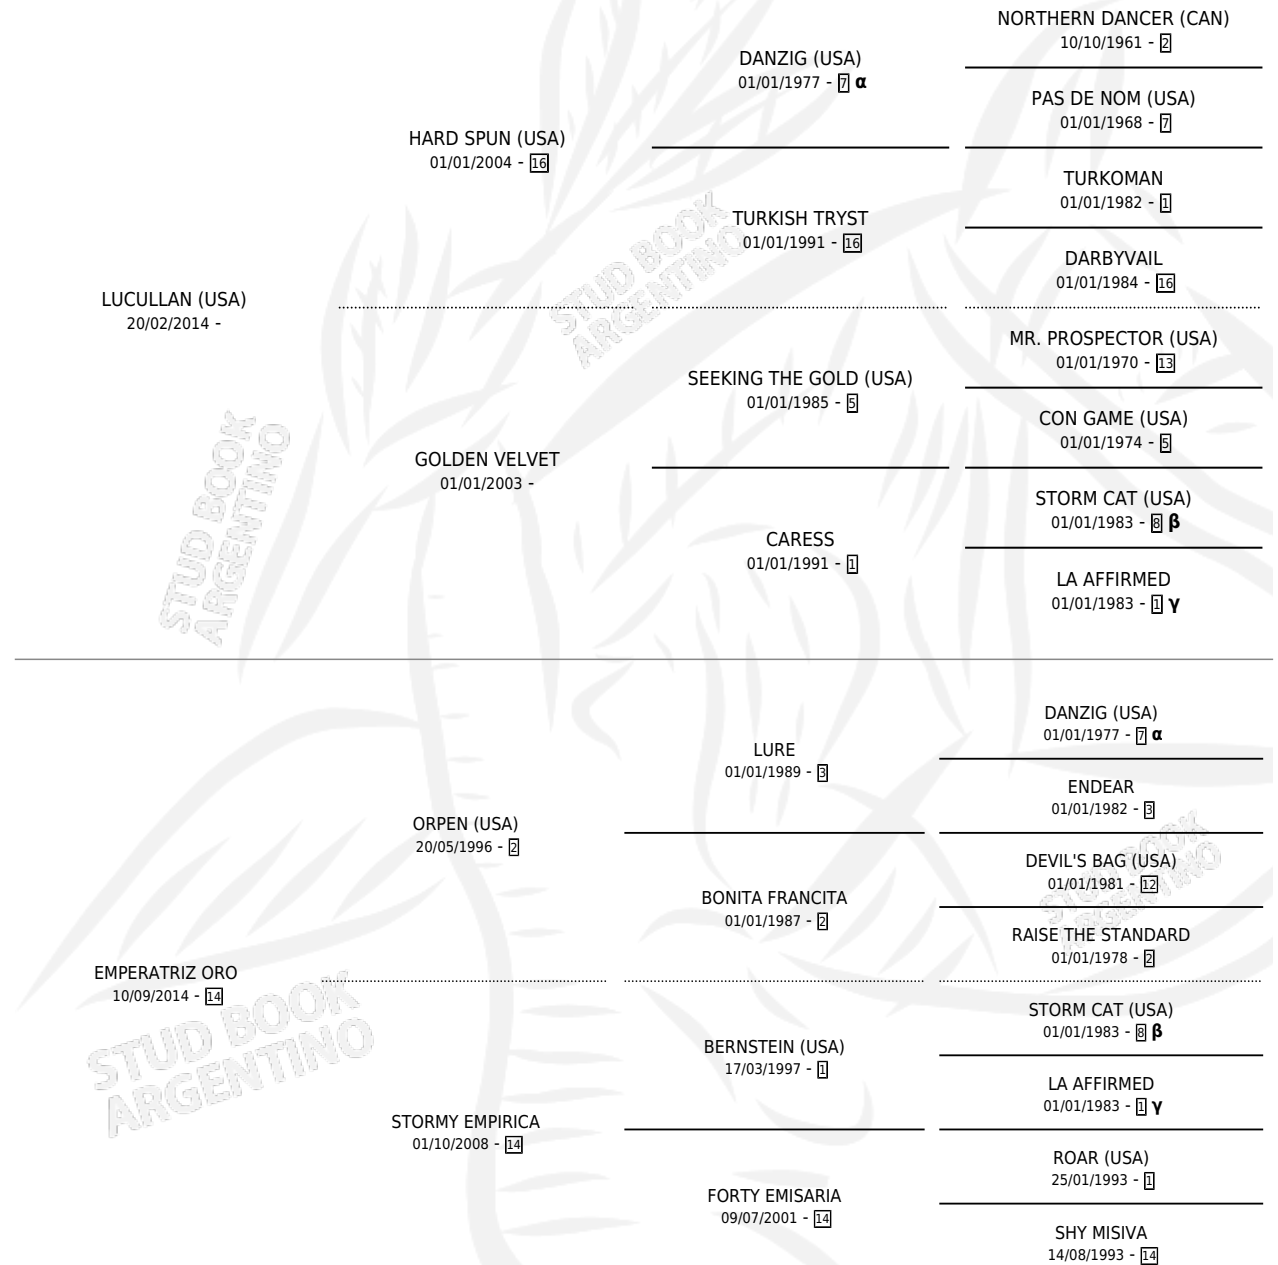 NORTHERN DANCER (CAN)
10/10/1961 - 2
DANZIG (USA)
01/01/1977 - 7 α
PAS DE NOM (USA)
01/01/1968 - 7
HARD SPUN (USA)
01/01/2004 - 16
TURKOMAN
01/01/1982 - 1
TURKISH TRYST
01/01/1991 - 16
DARBYVAIL
01/01/1984 - 16
LUCULLAN (USA)
20/02/2014 -
MR. PROSPECTOR (USA)
01/01/1970 - 13
SEEKING THE GOLD (USA)
01/01/1985 - 5
CON GAME (USA)
01/01/1974 - 5
GOLDEN VELVET
01/01/2003 -
STORM CAT (USA)
01/01/1983 - 8 β
CARESS
01/01/1991 - 1
LA AFFIRMED
01/01/1983 - 1 γ
DANZIG (USA)
01/01/1977 - 7 α
LURE
01/01/1989 - 3
ENDEAR
01/01/1982 - 3
ORPEN (USA)
20/05/1996 - 2
DEVIL'S BAG (USA)
01/01/1981 - 12
BONITA FRANCITA
01/01/1987 - 2
RAISE THE STANDARD
01/01/1978 - 2
EMPERATRIZ ORO
10/09/2014 - 14
STORM CAT (USA)
01/01/1983 - 8 β
BERNSTEIN (USA)
17/03/1997 - 1
LA AFFIRMED
01/01/1983 - 1 γ
STORMY EMPIRICA
01/10/2008 - 14
ROAR (USA)
25/01/1993 - 1
FORTY EMISARIA
09/07/2001 - 14
SHY MISIVA
14/08/1993 - 14
STUD BOOK
ARGENTINO
STUD BOOK
ARGENTINO
STUD BOOK
ARGENTINO
STUD BOOK
ARGENTINO